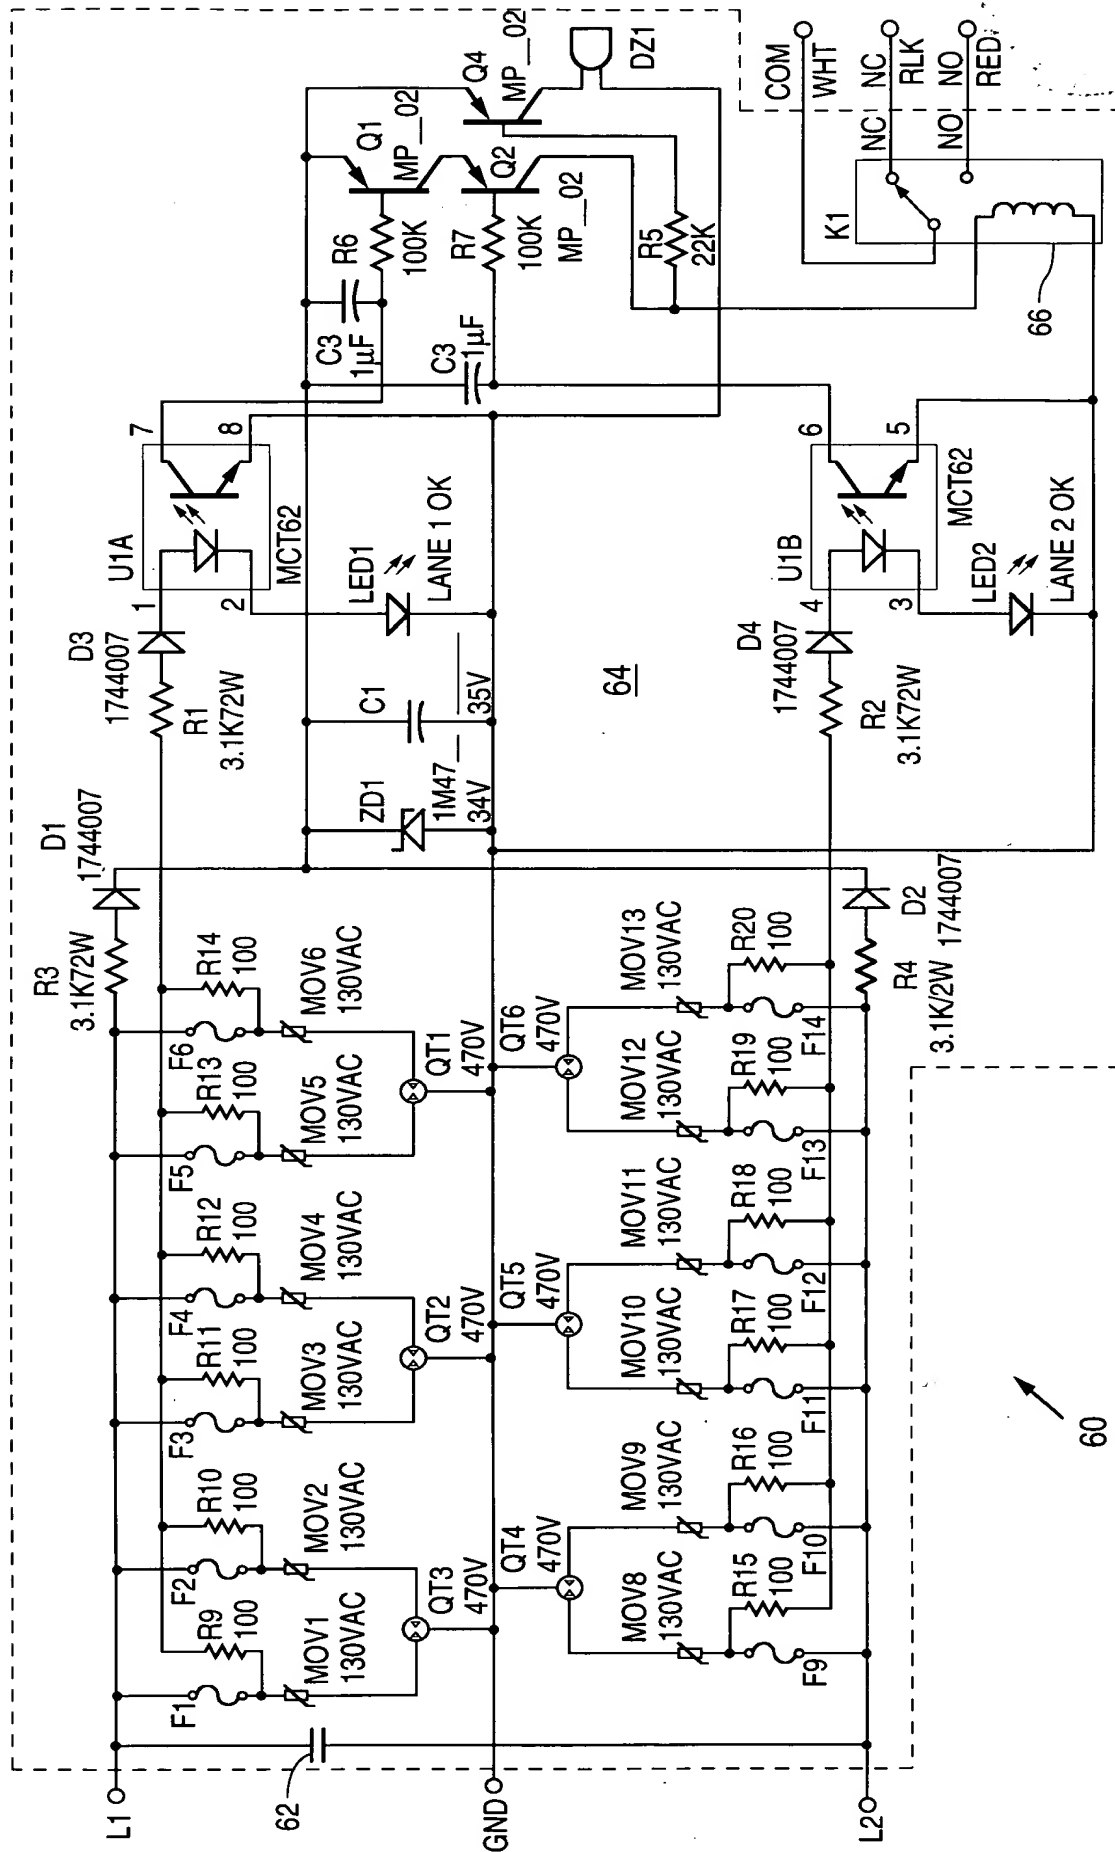 L1
GND
L2
62
F1
R9
100
MOV1
130VAC
F2
R10
100
MOV2
130VAC
QT3
470V
F3
R11
100
MOV3
130VAC
F4
R12
100
MOV4
130VAC
QT2
470V
F5
R13
100
MOV5
130VAC
F6
R14
100
MOV6
130VAC
QT1
470V
R3
3.1K72W
D1
1744007
R1
3.1K72W
D3
1744007
U1A
1
2
7
8
MCT62
LED1
LANE 1 OK
ZD1
1M47__
34V
C1
35V
64
C3
1µF
R6
100K
Q1
MP__02
C3
1µF
R7
100K
Q2
MP__02
Q4
MP__02
DZ1
R5
22K
QT4
470V
MOV8
130VAC
R15
100
F9
MOV9
130VAC
R16
100
F10
QT5
470V
MOV10
130VAC
R17
100
F11
MOV11
130VAC
R18
100
F12
QT6
470V
MOV12
130VAC
R19
100
F13
MOV13
130VAC
R20
100
F14
R4
3.1K/2W
D2
1744007
R2
3.1K72W
D4
1744007
U1B
4
3
6
5
MCT62
LED2
LANE 2 OK
K1
66
NC
NO
COM
WHT
NC
RLK
NO
RED
60